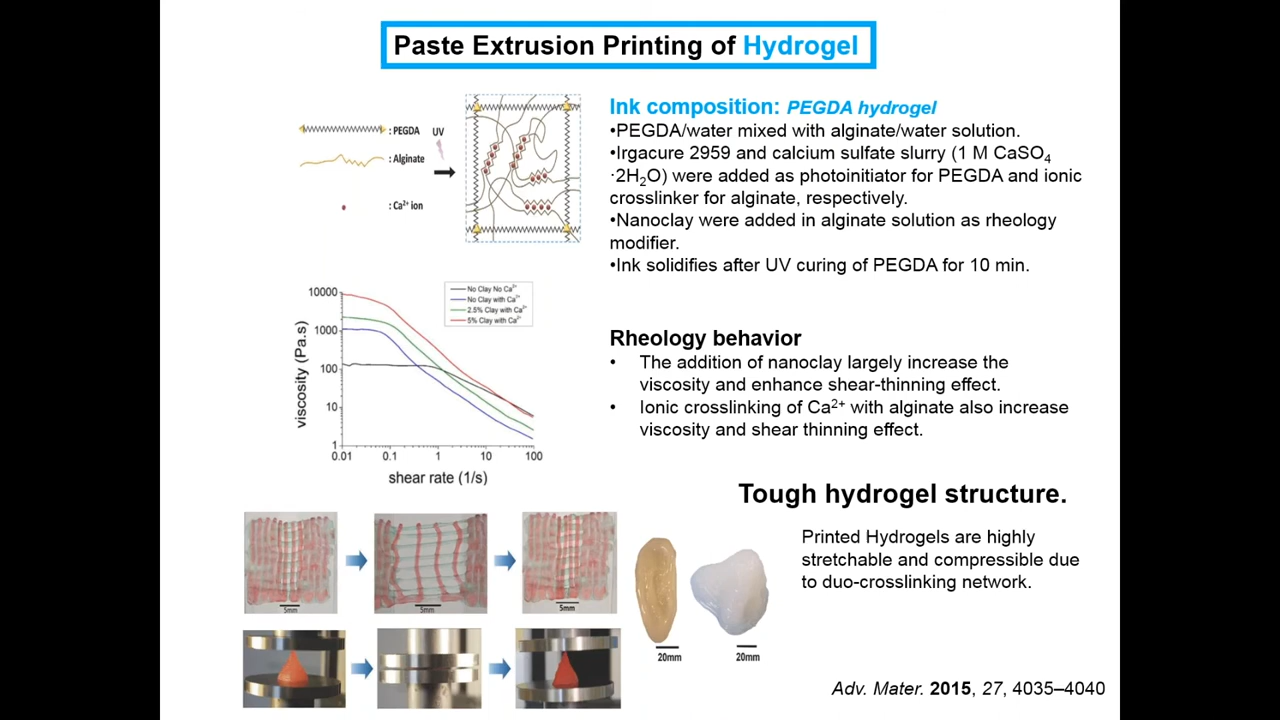 Paste Extrusion Printing of Hydrogel
: PEGDA
UV
: Alginate
: Ca²⁺ ion
Ink composition: PEGDA hydrogel
•PEGDA/water mixed with alginate/water solution.
•Irgacure 2959 and calcium sulfate slurry (1 M CaSO₄
·2H₂O) were added as photoinitiator for PEGDA and ionic
crosslinker for alginate, respectively.
•Nanoclay were added in alginate solution as rheology
modifier.
•Ink solidifies after UV curing of PEGDA for 10 min.
viscosity (Pa.s)
10000
1000
100
10
1
0.01 0.1 1 10 100
shear rate (1/s)
No Clay No Ca²⁺
No Clay with Ca²⁺
2.5% Clay with Ca²⁺
5% Clay with Ca²⁺
Rheology behavior
• The addition of nanoclay largely increase the
viscosity and enhance shear-thinning effect.
• Ionic crosslinking of Ca²⁺ with alginate also increase
viscosity and shear thinning effect.
Tough hydrogel structure.
Printed Hydrogels are highly
stretchable and compressible due
to duo-crosslinking network.
5mm
5mm
5mm
20mm
20mm
Adv. Mater. 2015, 27, 4035–4040